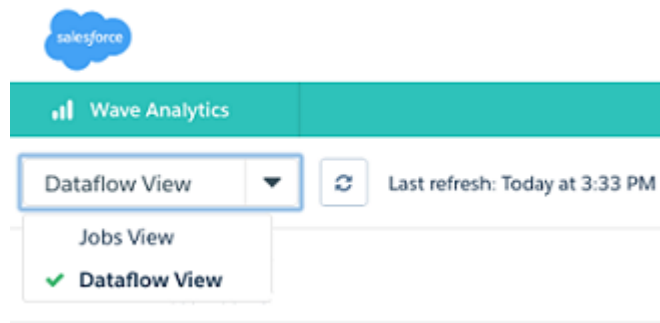 salesforce
Wave Analytics
Dataflow View
Last refresh: Today at 3:33 PM
Jobs View
Dataflow View